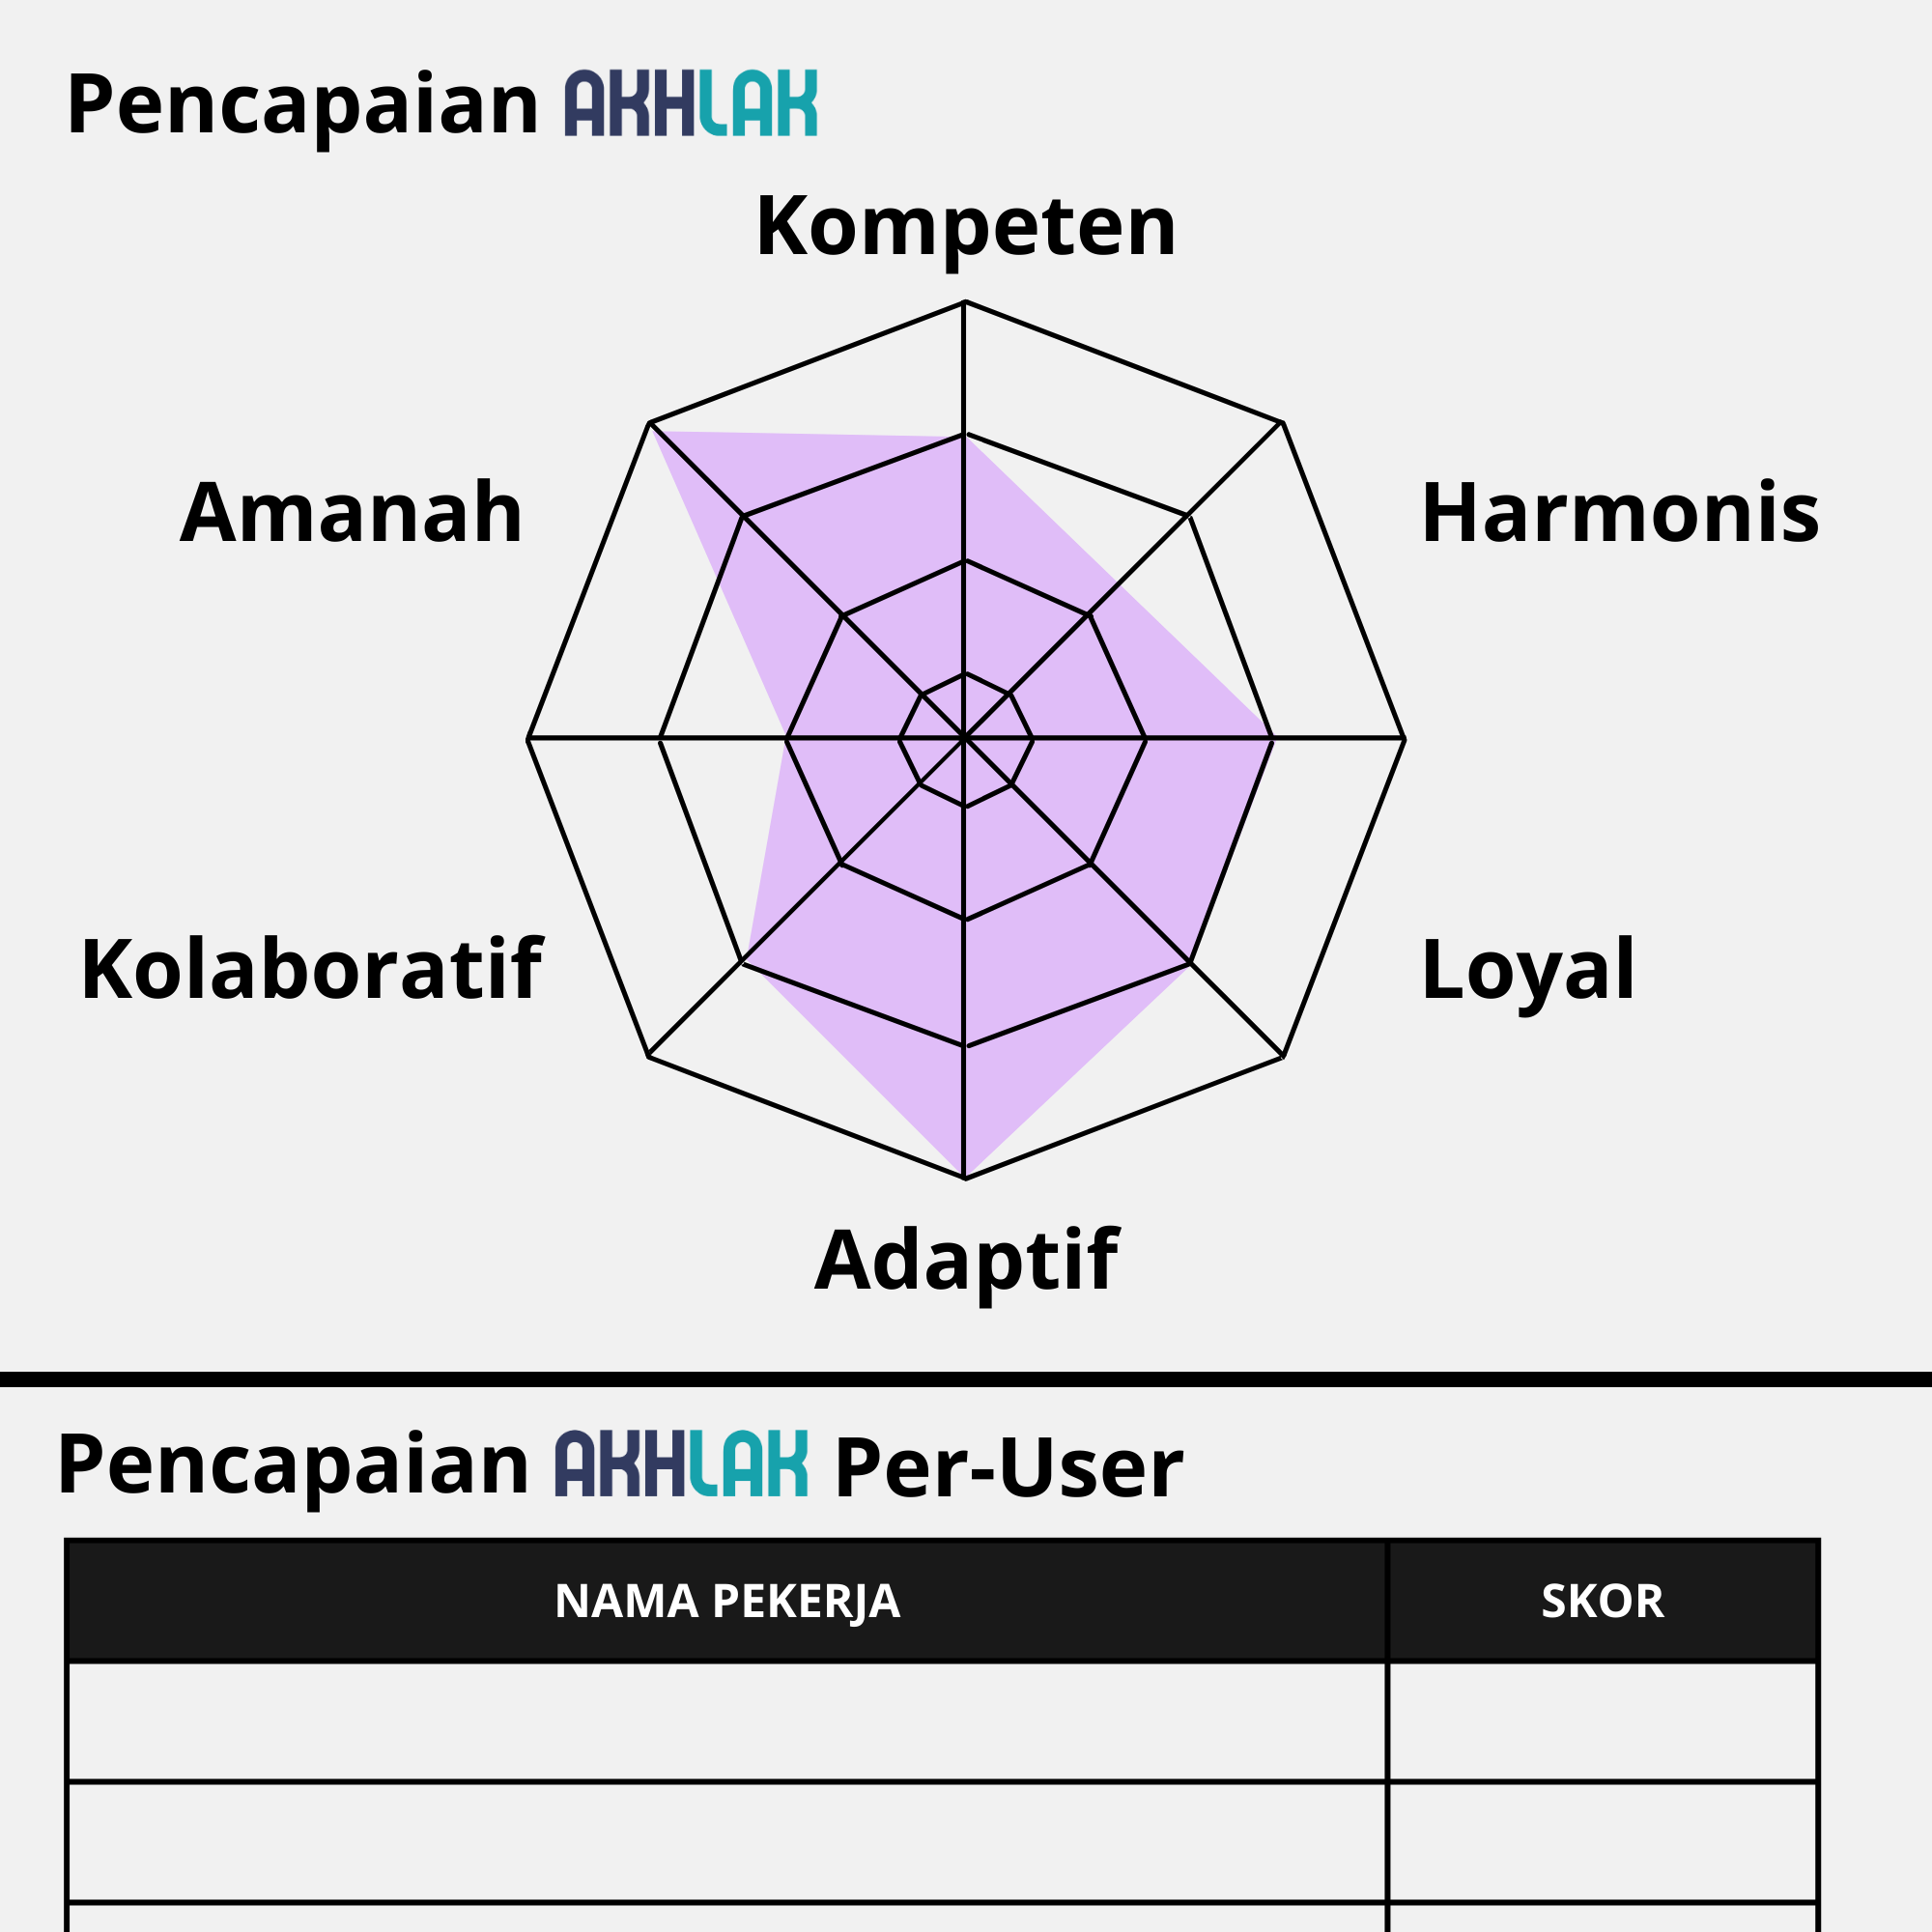 Pencapaian AKHLAK
Kompeten
Amanah
Harmonis
Kolaboratif
Loyal
Adaptif
Pencapaian AKHLAK Per-User
NAMA PEKERJA SKOR